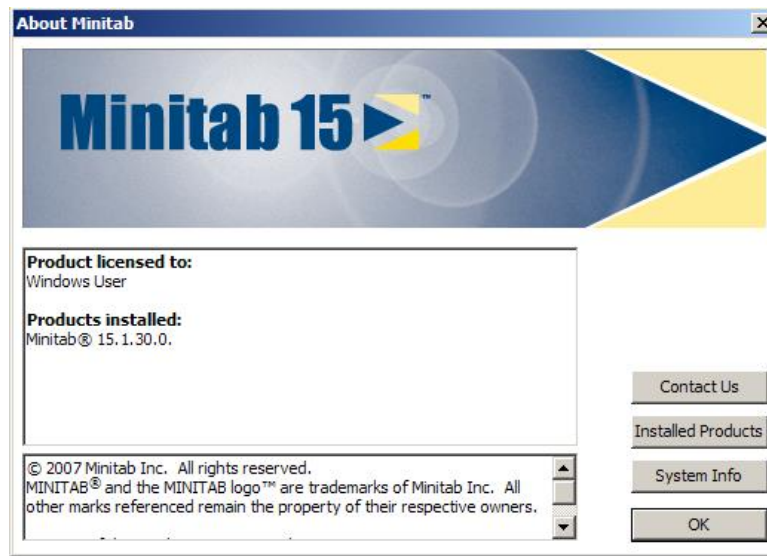 About Minitab
Minitab 15 ™
Product licensed to:
Windows User
Products installed:
Minitab® 15.1.30.0.
Contact Us
Installed Products
System Info
OK
© 2007 Minitab Inc. All rights reserved.
MINITAB® and the MINITAB logo™ are trademarks of Minitab Inc. All
other marks referenced remain the property of their respective owners.